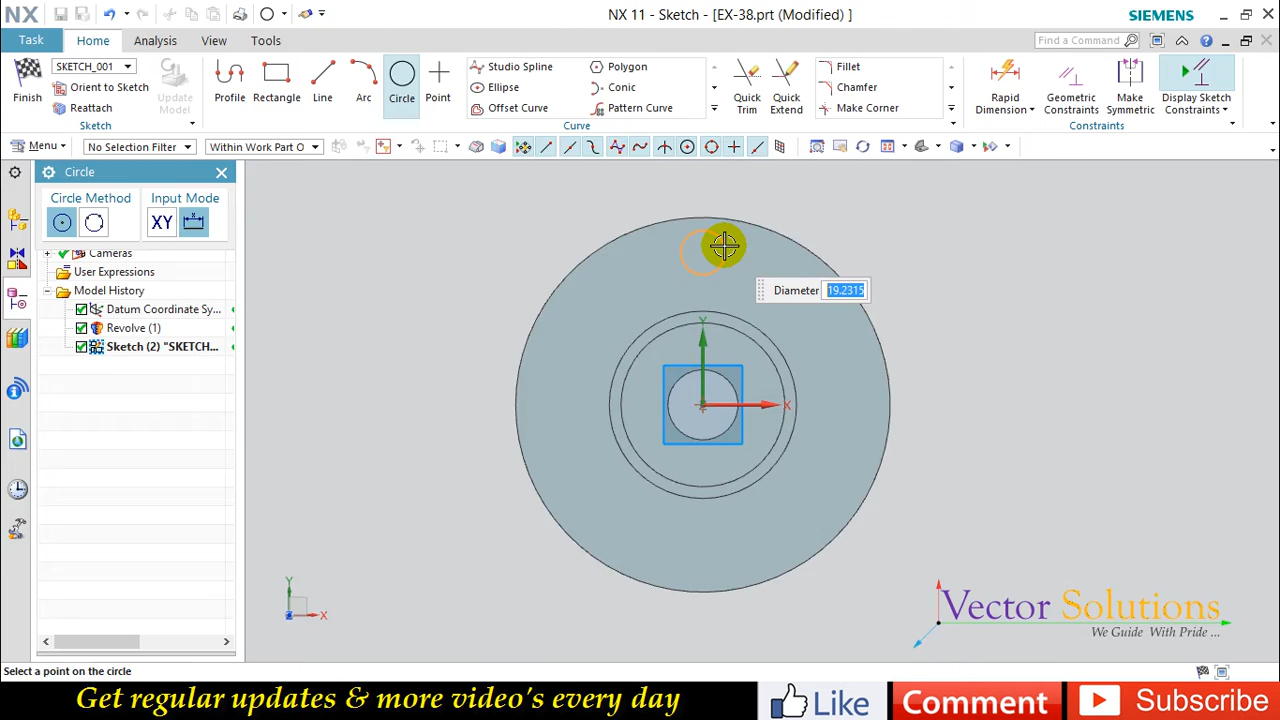 NX
NX 11 - Sketch - [EX-38.prt (Modified) ]
SIEMENS
Task
Home
Analysis
View
Tools
Find a Command
Finish
SKETCH_001
Orient to Sketch
Reattach
Update
Model
Sketch
Profile
Rectangle
Line
Arc
Circle
Point
Studio Spline
Ellipse
Offset Curve
Polygon
Conic
Pattern Curve
Quick
Trim
Quick
Extend
Fillet
Chamfer
Make Corner
Curve
Rapid
Dimension
Geometric
Constraints
Make
Symmetric
Display Sketch
Constraints
Constraints
Menu
No Selection Filter
Within Work Part O
Circle
Circle Method
Input Mode
XY
Cameras
User Expressions
Model History
Datum Coordinate Sy...
Revolve (1)
Sketch (2) "SKETCH...
Diameter 19.2315
Y
X
Y
X
Vector Solutions
We Guide With Pride ...
Select a point on the circle
Get regular updates & more video's every day
Like
Comment
Subscribe